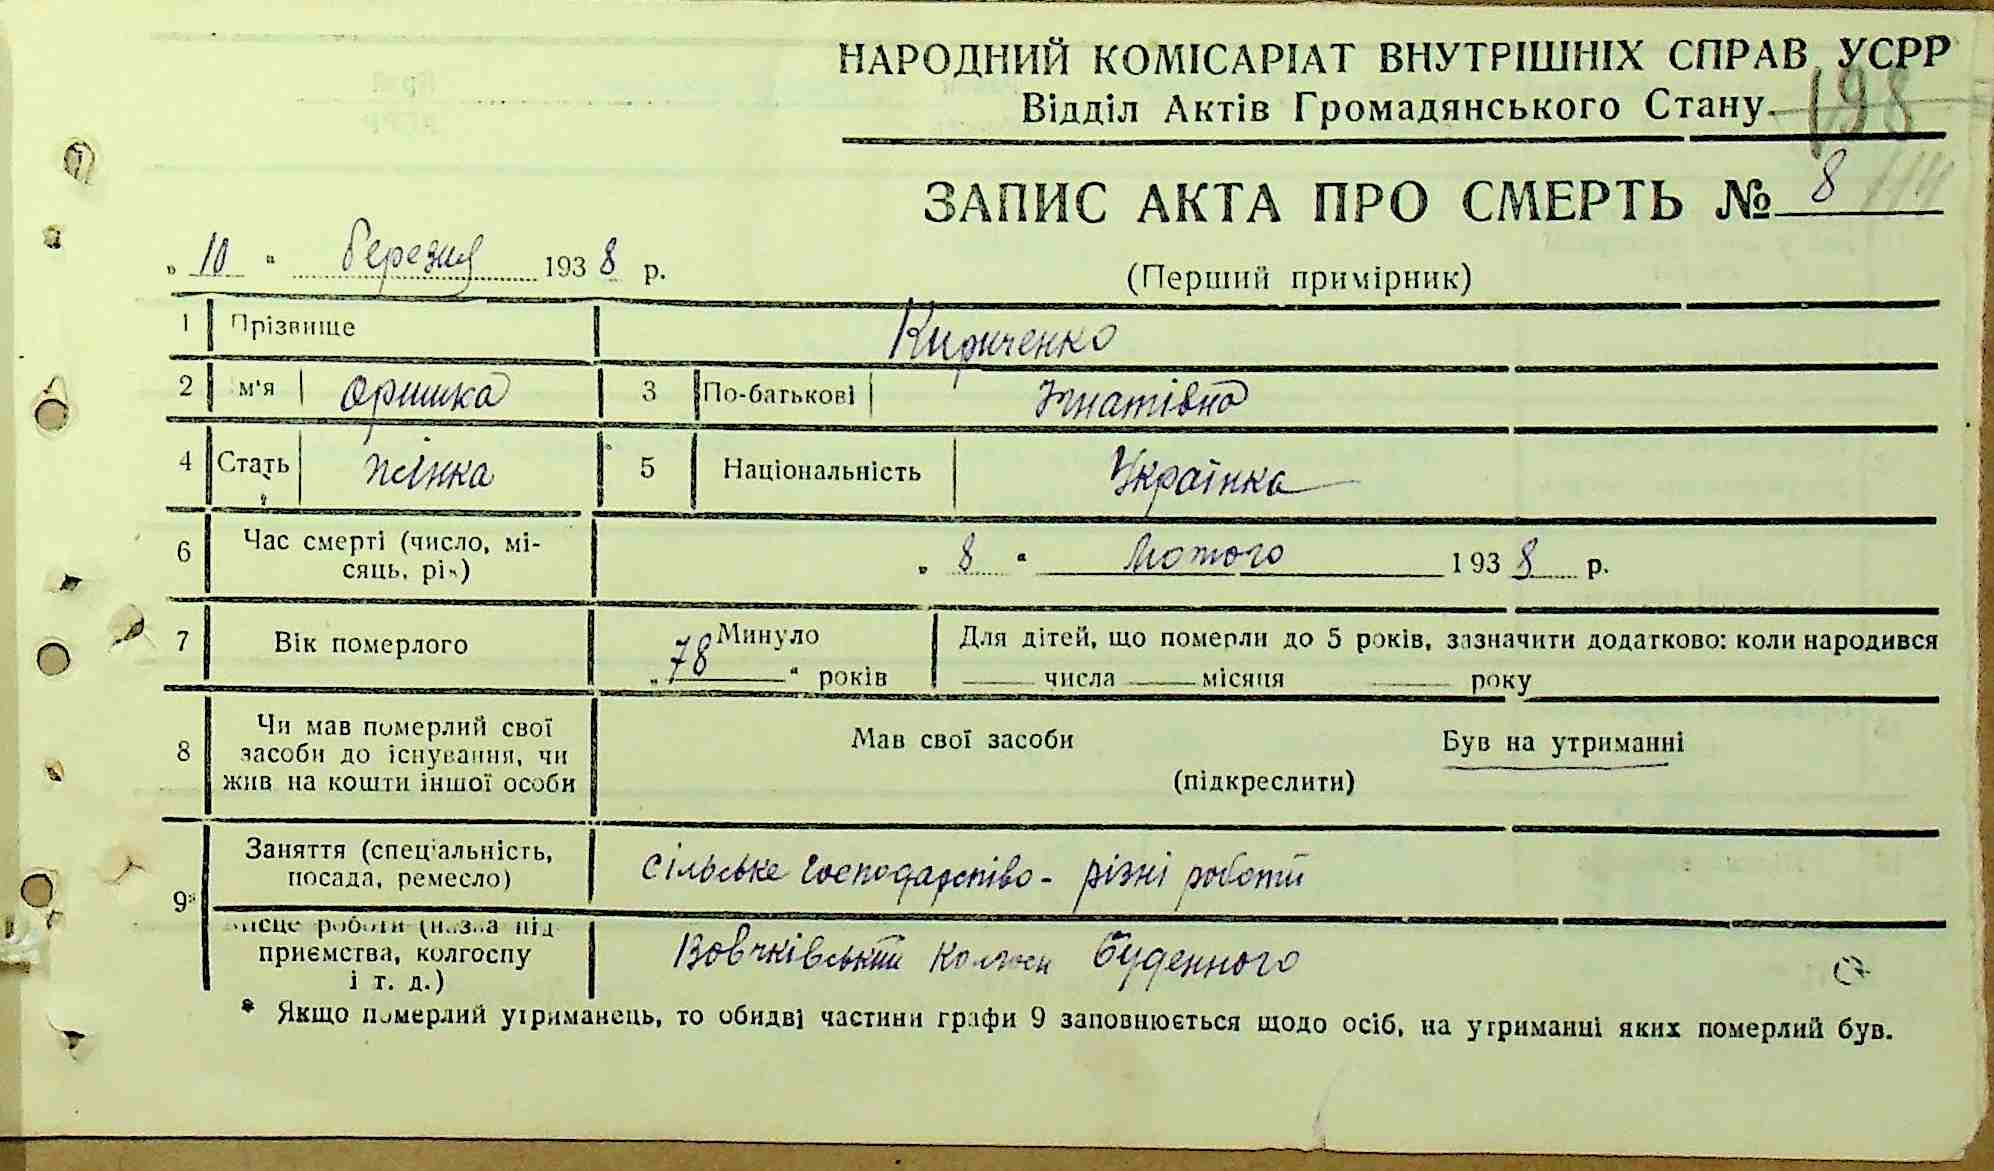 НАРОДНИЙ КОМІСАРІАТ ВНУТРІШНІХ СПРАВ УСРР
Відділ Актів Громадянського Стану
198
ЗАПИС АКТА ПРО СМЕРТЬ № 8
144
„ 10 " березня 1938 р.
(Перший примірник)
1 Прізвище Кириченко
2 м'я Оришка 3 По-батькові Ігнатівна
4 Стать жінка 5 Національність Українка
6 Час смерті (число, мі-
сяць, рік)
„ 8 " Лютого 1938 р.
7 Вік померлого
Минуло
„ 78 " років
Для дітей, що померли до 5 років, зазначити додатково: коли народився
числа місяця року
8 Чи мав померлий свої
засоби до існування, чи
жив на кошти іншої особи
Мав свої засоби Був на утриманні
(підкреслити)
9* Заняття (спеціальність,
посада, ремесло)
сільське господарство - різні роботи
Місце роботи (назва під
приємства, колгоспу
і т. д.)
Вовчківський колгосп Буденного
* Якщо померлий утриманець, то обидві частини графи 9 заповнюється щодо осіб, на утриманні яких померлий був.